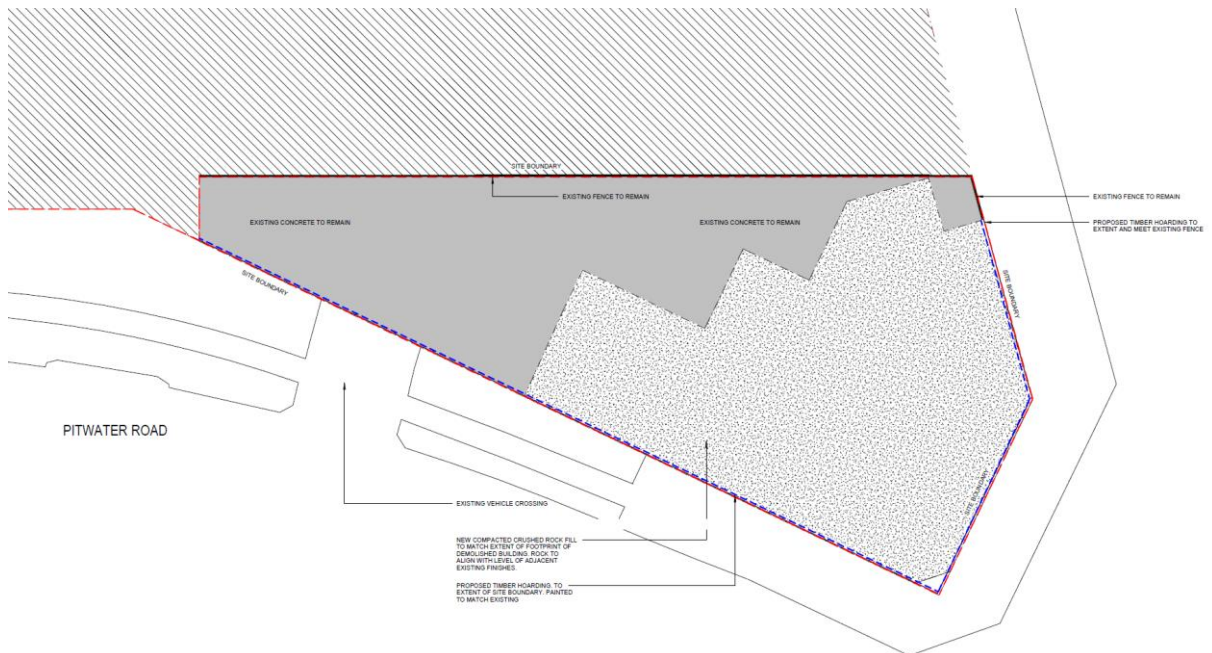 SITE BOUNDARY
EXISTING FENCE TO REMAIN
EXISTING FENCE TO REMAIN
EXISTING CONCRETE TO REMAIN
EXISTING CONCRETE TO REMAIN
PROPOSED TIMBER HOARDING TO
EXTENT AND MEET EXISTING FENCE
SITE BOUNDARY
SITE BOUNDARY
PITWATER ROAD
SITE BOUNDARY
EXISTING VEHICLE CROSSING
NEW COMPACTED CRUSHED ROCK FILL
TO MATCH EXTENT OF FOOTPRINT OF
DEMOLISHED BUILDING. ROCK TO
ALIGN WITH LEVEL OF ADJACENT
EXISTING FINISHES.
PROPOSED TIMBER HOARDING. TO
EXTENT OF SITE BOUNDARY. PAINTED
TO MATCH EXISTING